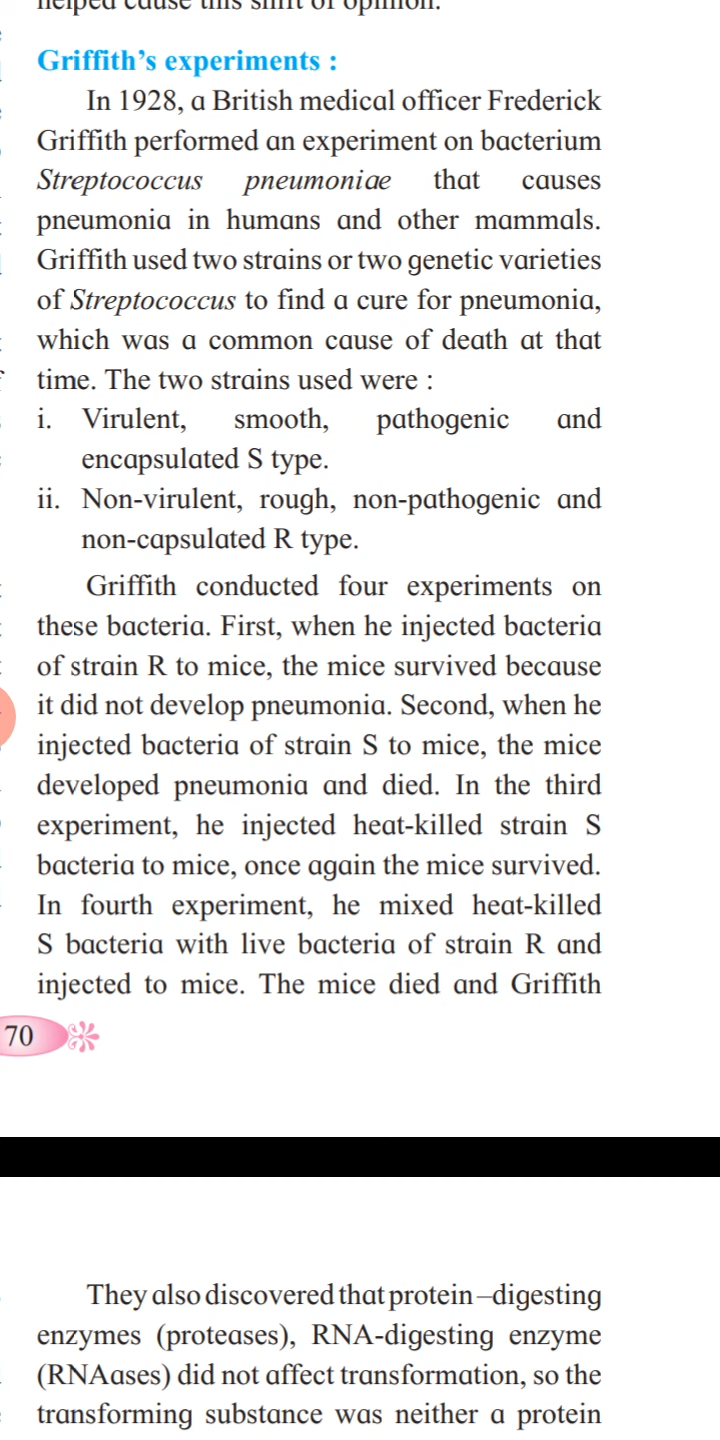 helped cause this shift of opinion.
Griffith's experiments :
In 1928, a British medical officer Frederick
Griffith performed an experiment on bacterium
Streptococcus pneumoniae that causes
pneumonia in humans and other mammals.
Griffith used two strains or two genetic varieties
of Streptococcus to find a cure for pneumonia,
which was a common cause of death at that
time. The two strains used were :
i. Virulent, smooth, pathogenic and
encapsulated S type.
ii. Non-virulent, rough, non-pathogenic and
non-capsulated R type.
Griffith conducted four experiments on
these bacteria. First, when he injected bacteria
of strain R to mice, the mice survived because
it did not develop pneumonia. Second, when he
injected bacteria of strain S to mice, the mice
developed pneumonia and died. In the third
experiment, he injected heat-killed strain S
bacteria to mice, once again the mice survived.
In fourth experiment, he mixed heat-killed
S bacteria with live bacteria of strain R and
injected to mice. The mice died and Griffith
70
They also discovered that protein–digesting
enzymes (proteases), RNA-digesting enzyme
(RNAases) did not affect transformation, so the
transforming substance was neither a protein